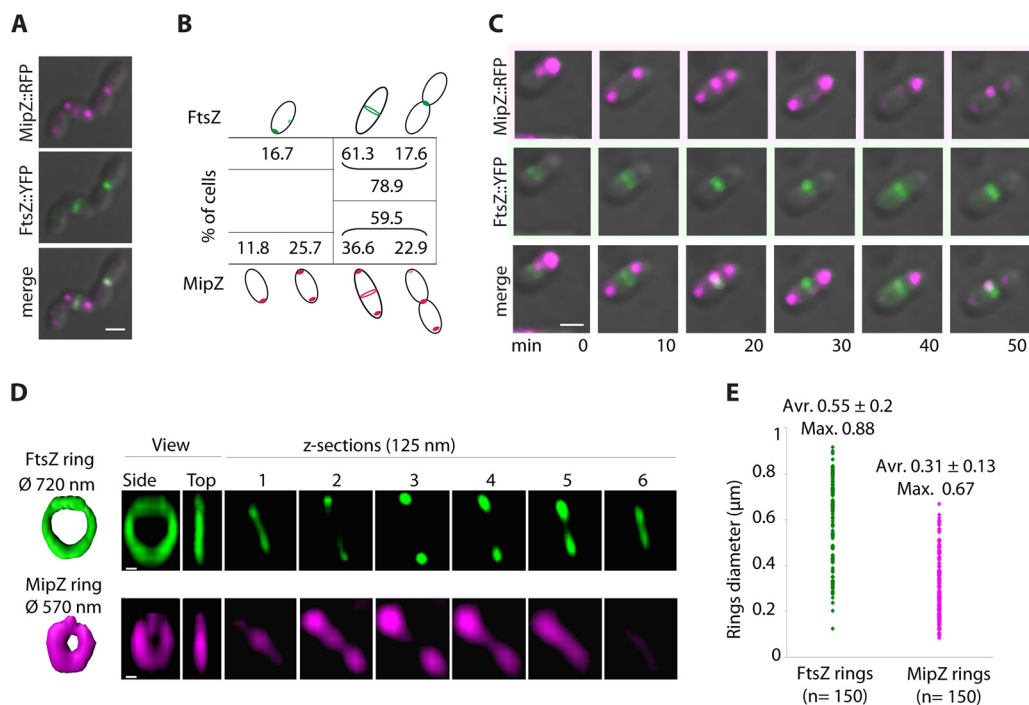 A
MipZ::RFP
FtsZ::YFP
merge
B
FtsZ
% of cells
16.7
61.3 17.6
78.9
59.5
11.8 25.7 36.6 22.9
MipZ
C
MipZ::RFP
FtsZ::YFP
merge
min 0 10 20 30 40 50
D
View
z-sections (125 nm)
FtsZ ring
Ø 720 nm
Side Top 1 2 3 4 5 6
MipZ ring
Ø 570 nm
E
Avr. 0.55 ± 0.2
Max. 0.88
Avr. 0.31 ± 0.13
Max. 0.67
Rings diameter (µm)
1
0.8
0.6
0.4
0.2
0
FtsZ rings
(n= 150)
MipZ rings
(n= 150)